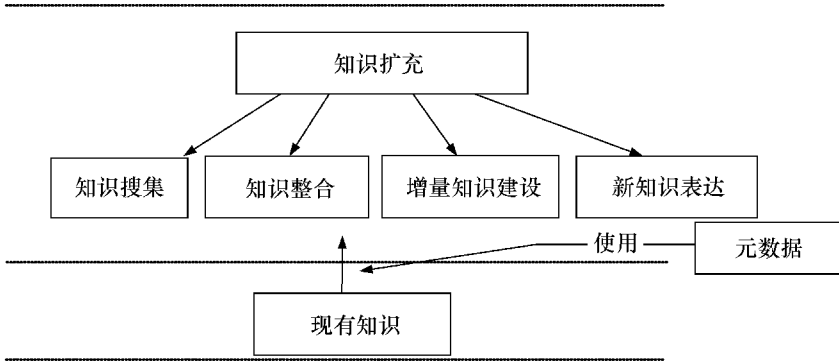 知识扩充
知识搜集
知识整合
增量知识建设
新知识表达
使用
元数据
现有知识